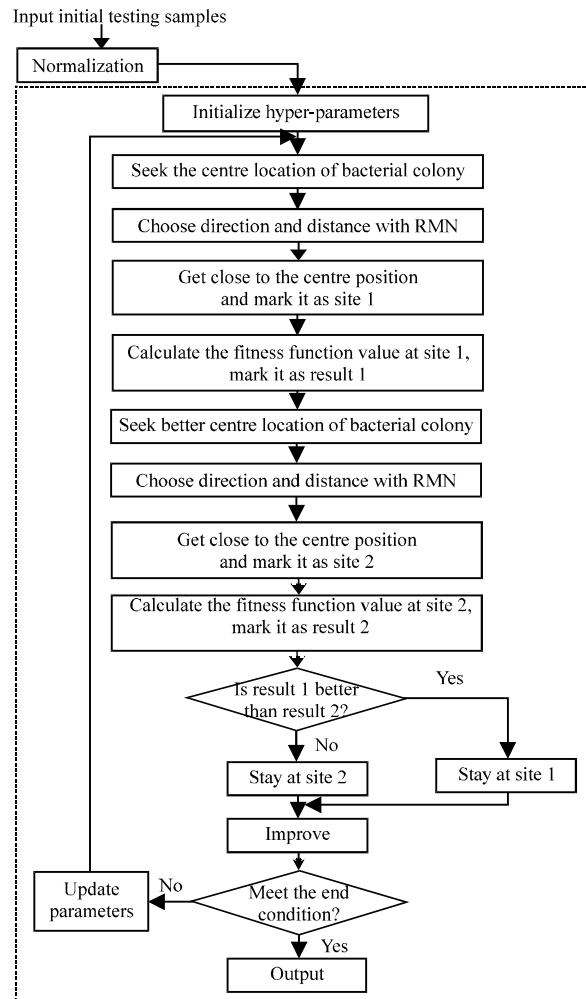 Input initial testing samples
Normalization
Initialize hyper-parameters
Seek the centre location of bacterial colony
Choose direction and distance with RMN
Get close to the centre position
and mark it as site 1
Calculate the fitness function value at site 1,
mark it as result 1
Seek better centre location of bacterial colony
Choose direction and distance with RMN
Get close to the centre position
and mark it as site 2
Calculate the fitness function value at site 2,
mark it as result 2
Is result 1 better
than result 2?
Yes
No
Stay at site 2
Stay at site 1
Improve
Meet the end
condition?
No
Update
parameters
Yes
Output